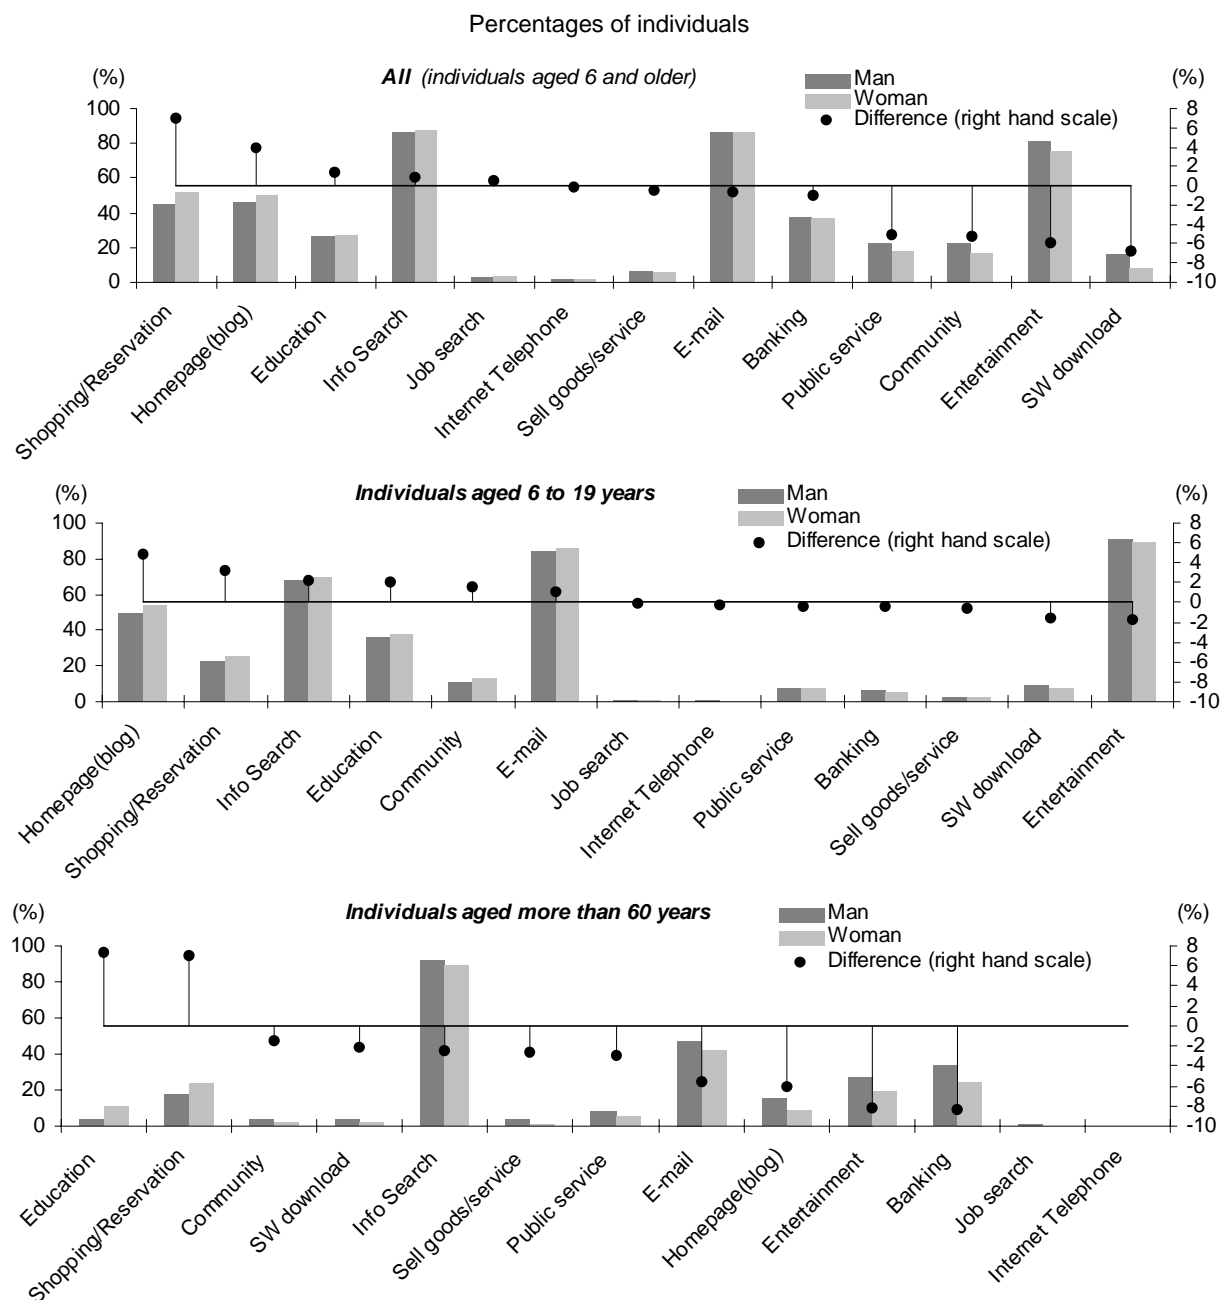 Percentages of individuals
(%) All (individuals aged 6 and older) Man (%)
Woman
Difference (right hand scale)
100 8
80 6
60 4
40 2
20 0
0 -2
-4
-6
-8
-10
Shopping/Reservation Homepage(blog) Education Info Search Job search Internet Telephone Sell goods/service E-mail Banking Public service Community Entertainment SW download
(%) Individuals aged 6 to 19 years Man (%)
Woman
Difference (right hand scale)
100 8
80 6
60 4
40 2
20 0
0 -2
-4
-6
-8
-10
Homepage(blog) Shopping/Reservation Info Search Education Community E-mail Job search Internet Telephone Public service Banking Sell goods/service SW download Entertainment
(%) Individuals aged more than 60 years Man (%)
Woman
Difference (right hand scale)
100 8
80 6
60 4
40 2
20 0
0 -2
-4
-6
-8
-10
Education Shopping/Reservation Community SW download Info Search Sell goods/service Public service E-mail Homepage(blog) Entertainment Banking Job search Internet Telephone